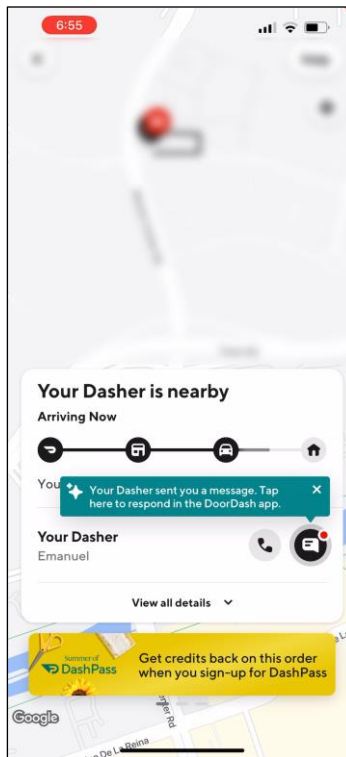 6:55
Your Dasher is nearby
Arriving Now
You
Your Dasher sent you a message. Tap
here to respond in the DoorDash app.
Your Dasher
Emanuel
View all details
Summer of
DashPass
Get credits back on this order
when you sign-up for DashPass
Google
De La Reina